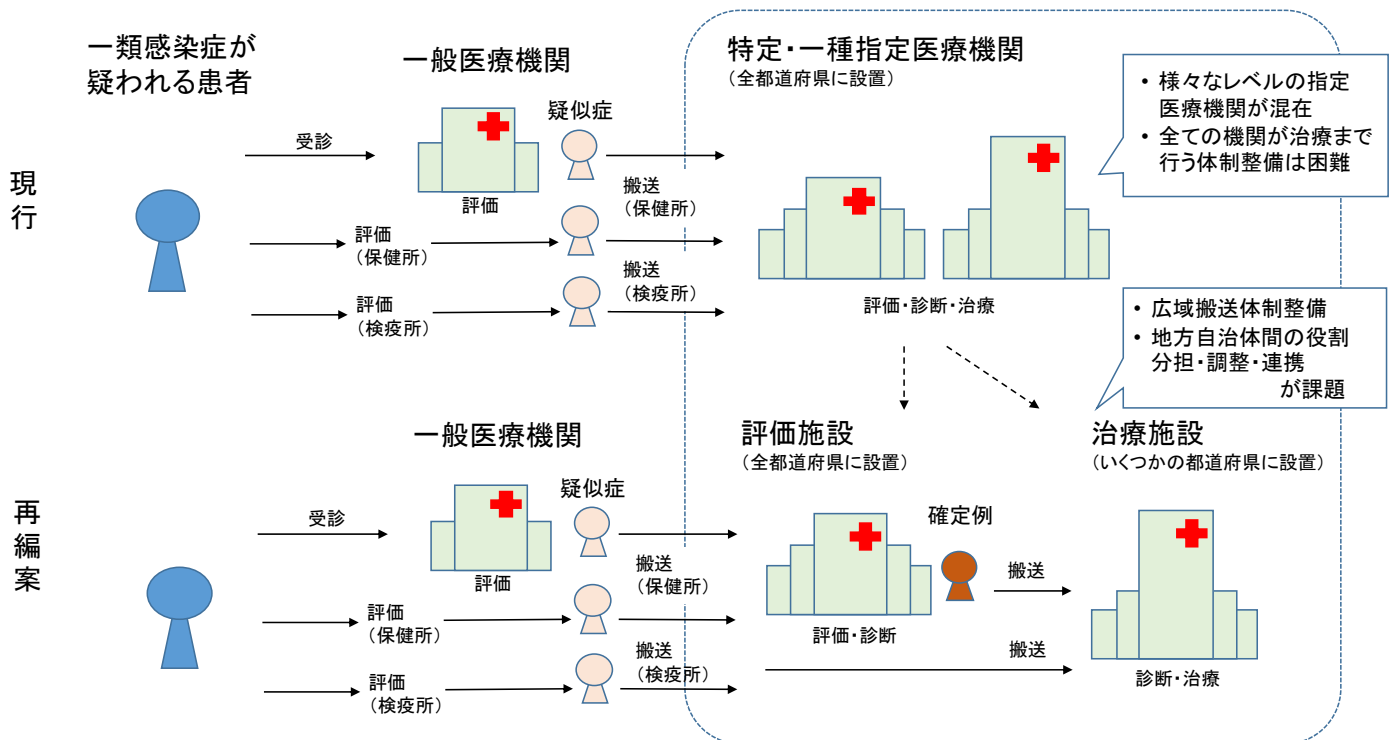 一類感染症が
疑われる患者
一般医療機関
特定・一種指定医療機関
（全都道府県に設置）
・ 様々なレベルの指定
医療機関が混在
・ 全ての機関が治療まで
行う体制整備は困難
現行
受診
評価
疑似症
搬送
（保健所）
評価
（保健所）
搬送
（検疫所）
評価
（検疫所）
評価・診断・治療
・ 広域搬送体制整備
・ 地方自治体間の役割
分担・調整・連携
が課題
再編案
一般医療機関
評価施設
（全都道府県に設置）
治療施設
（いくつかの都道府県に設置）
受診
評価
疑似症
搬送
（保健所）
評価
（保健所）
搬送
（検疫所）
評価
（検疫所）
確定例
評価・診断
搬送
搬送
診断・治療